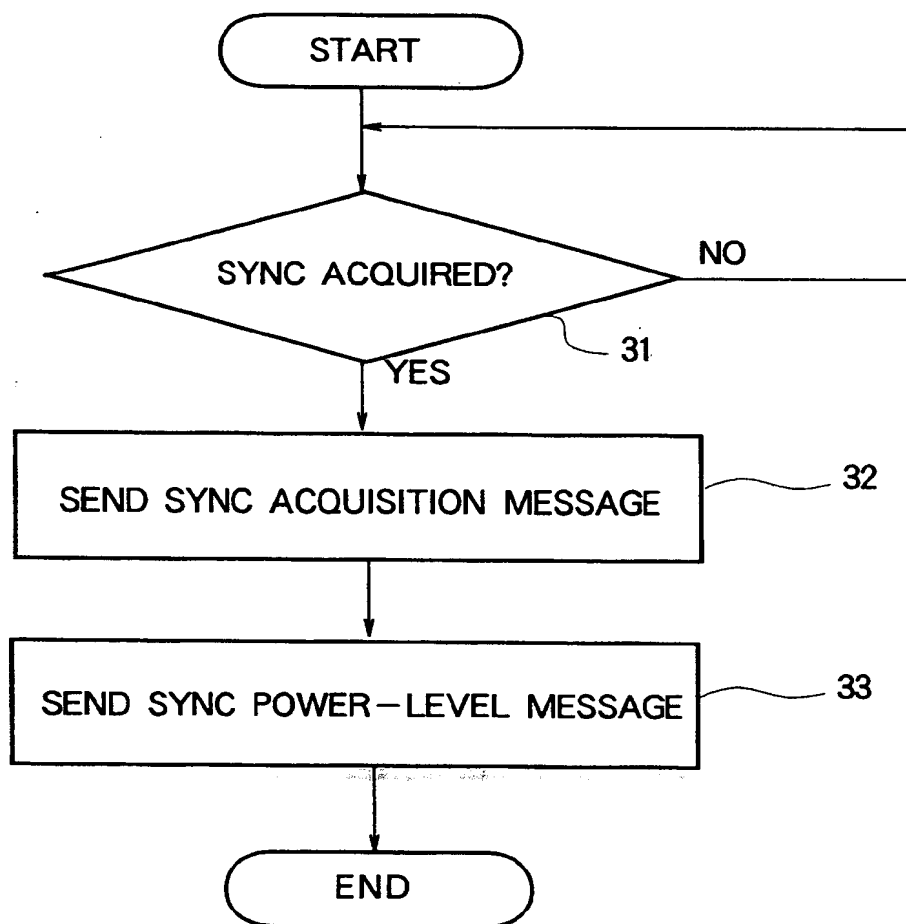 START
SYNC ACQUIRED?
NO
31
YES
SEND SYNC ACQUISITION MESSAGE
32
SEND SYNC POWER-LEVEL MESSAGE
33
END